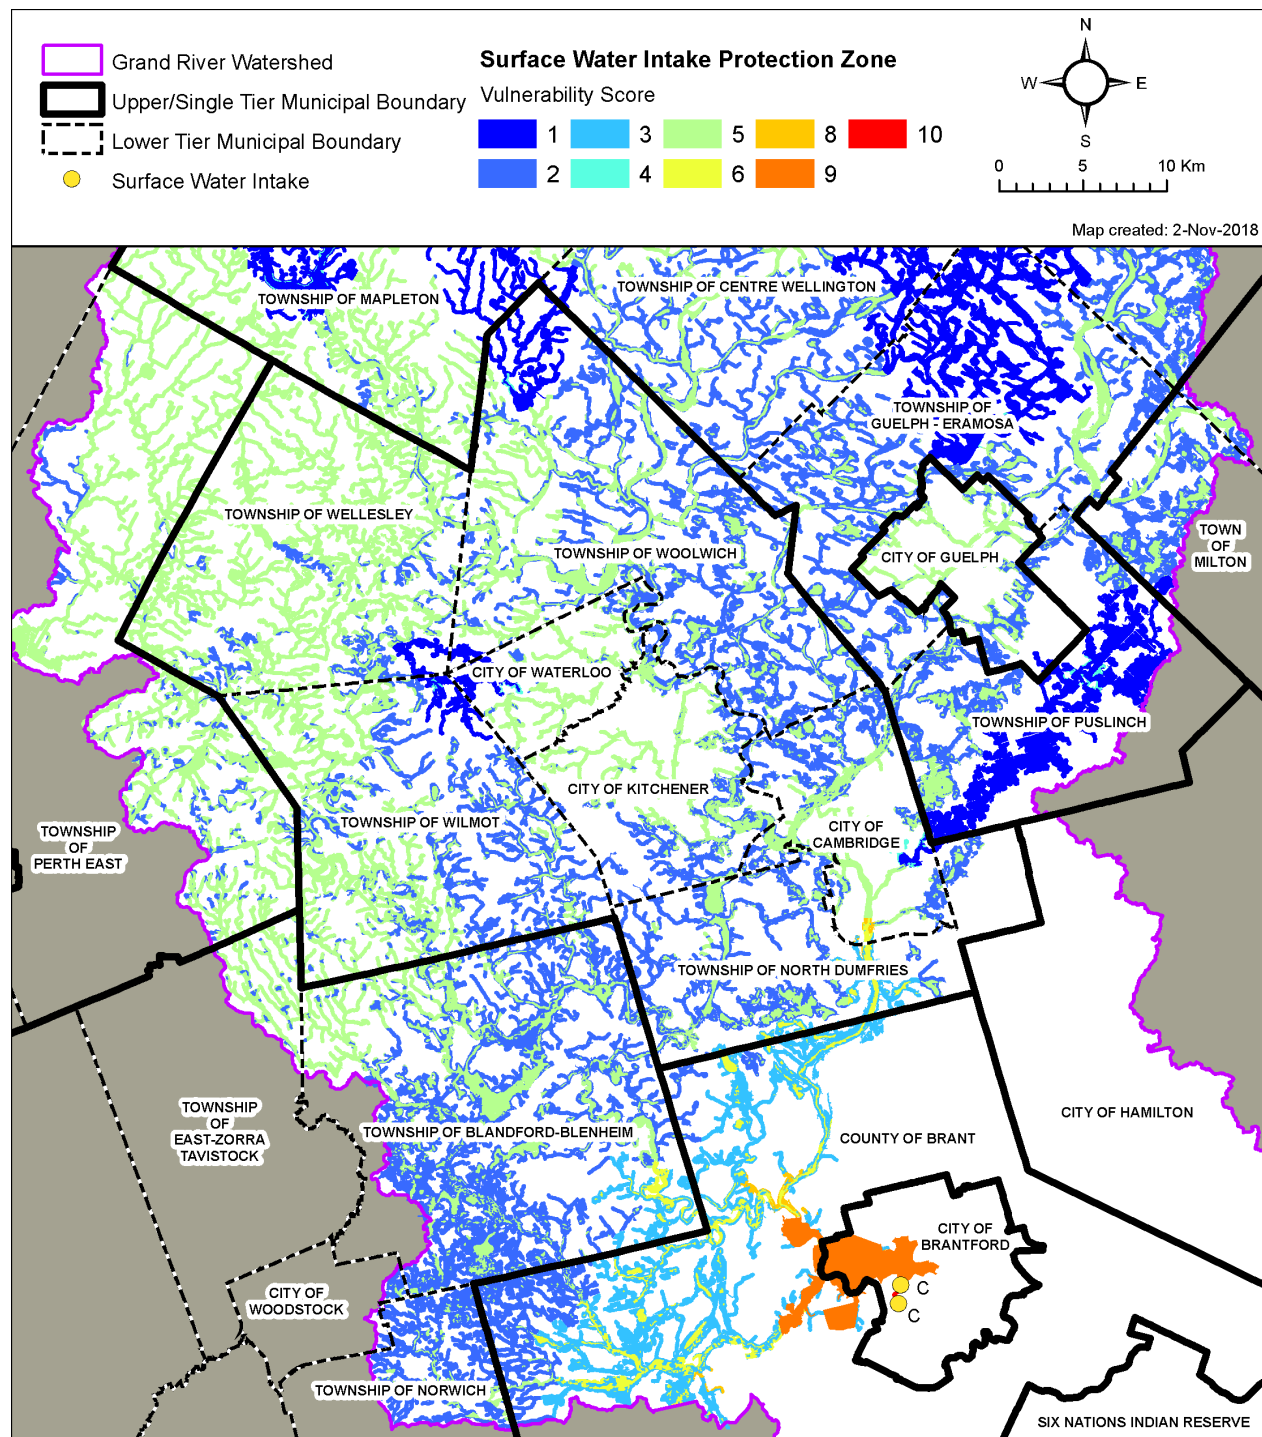 Grand River Watershed
Upper/Single Tier Municipal Boundary
Lower Tier Municipal Boundary
Surface Water Intake
Surface Water Intake Protection Zone
Vulnerability Score
1 3 5 8 10
2 4 6 9
N
W E
S
0 5 10 Km
Map created: 2-Nov-2018
TOWNSHIP OF MAPLETON
TOWNSHIP OF CENTRE WELLINGTON
TOWNSHIP OF
GUELPH - ERAMOSA
TOWNSHIP OF WELLESLEY
TOWNSHIP OF WOOLWICH
CITY OF GUELPH
TOWN
OF
MILTON
CITY OF WATERLOO
TOWNSHIP OF PUSLINCH
CITY OF KITCHENER
TOWNSHIP OF WILMOT
CITY OF
CAMBRIDGE
TOWNSHIP
OF
PERTH EAST
TOWNSHIP OF NORTH DUMFRIES
TOWNSHIP
OF
EAST-ZORRA
TAVISTOCK
TOWNSHIP OF BLANDFORD-BLENHEIM
COUNTY OF BRANT
CITY OF HAMILTON
CITY OF
BRANTFORD
C
C
CITY OF
WOODSTOCK
TOWNSHIP OF NORWICH
SIX NATIONS INDIAN RESERVE